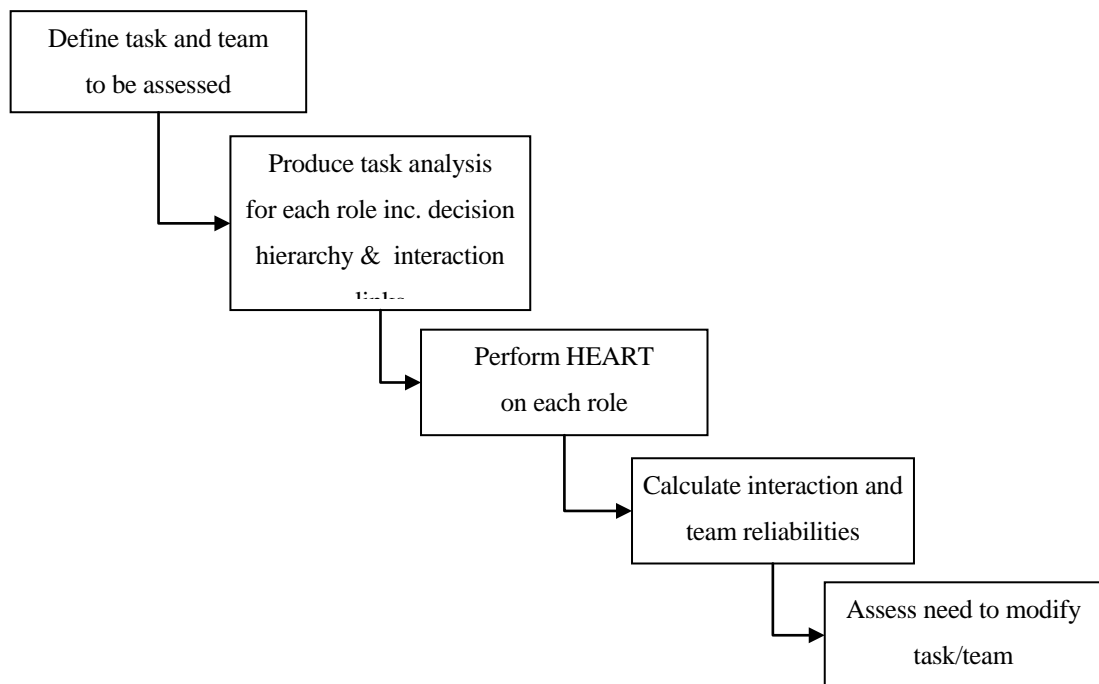 Define task and team
to be assessed
Produce task analysis
for each role inc. decision
hierarchy & interaction
links
Perform HEART
on each role
Calculate interaction and
team reliabilities
Assess need to modify
task/team